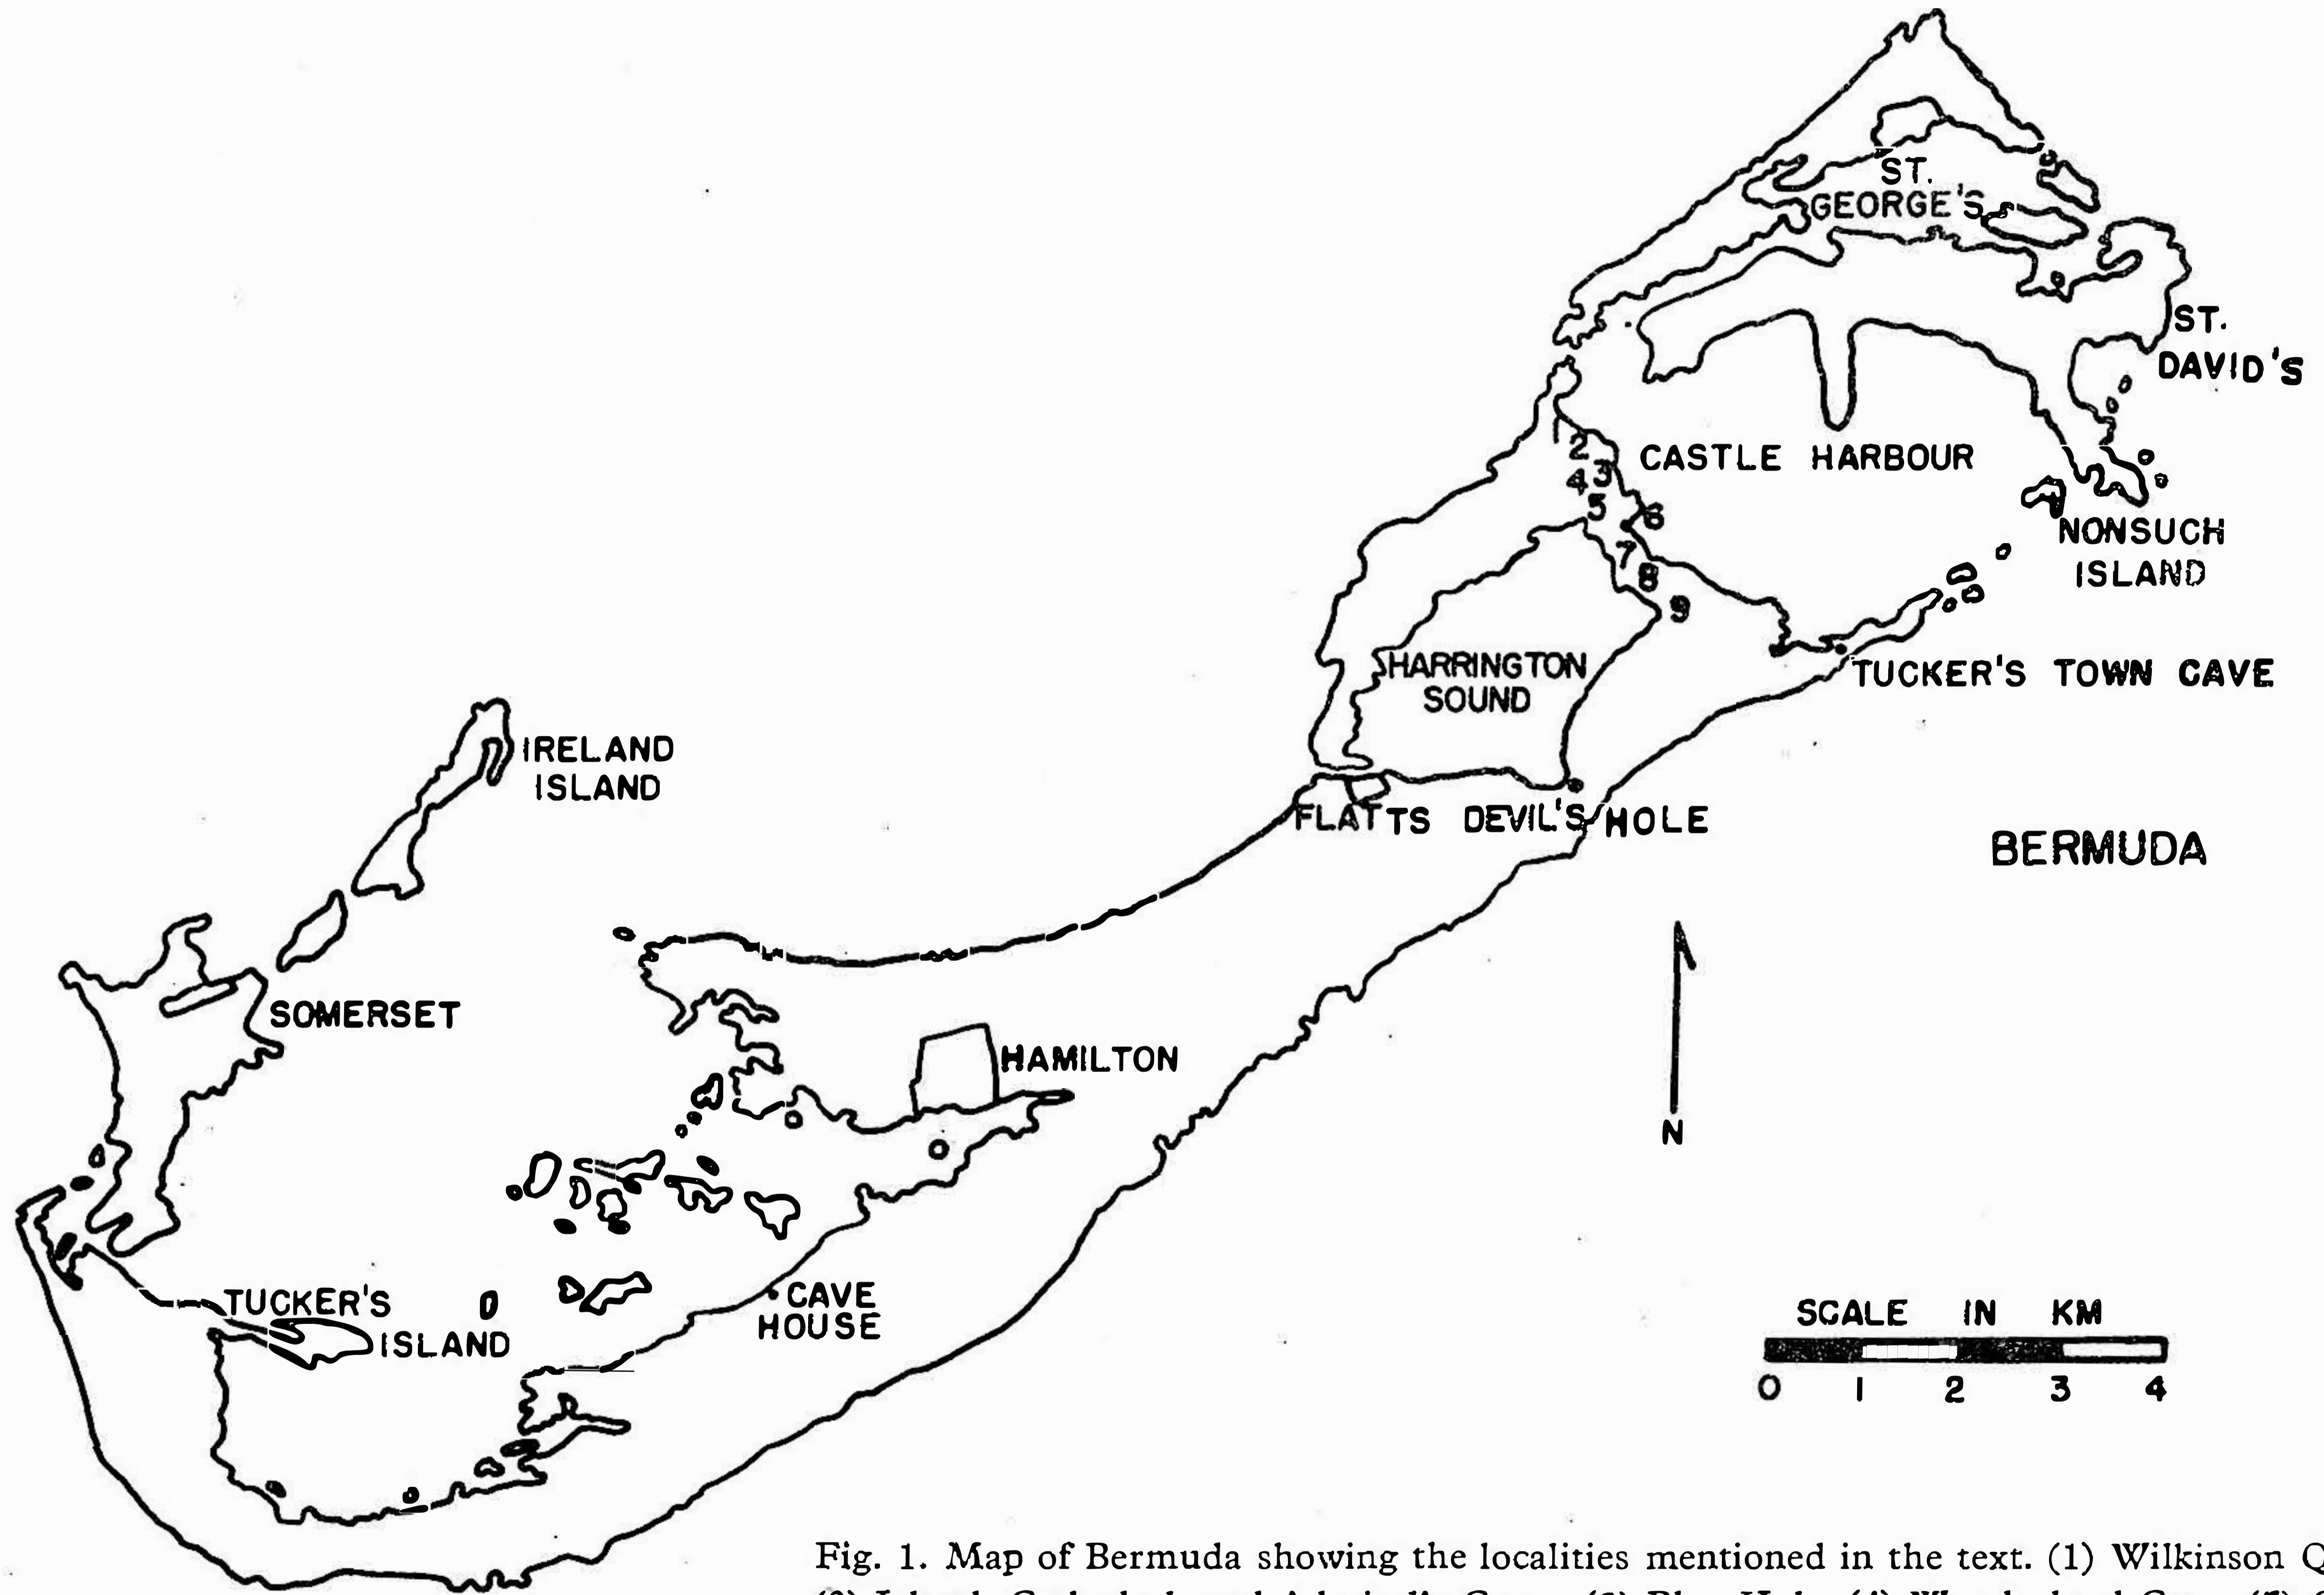 ST.
GEORGE'S
ST.
DAVID'S
1
2
CASTLE HARBOUR
4 3
5
6
NONSUCH
ISLAND
7
8
9
HARRINGTON
SOUND
TUCKER'S TOWN CAVE
IRELAND
ISLAND
FLATTS DEVIL'S HOLE
BERMUDA
SOMERSET
HAMILTON
N
TUCKER'S
ISLAND
CAVE
HOUSE
SCALE IN KM
0 1 2 3 4
Fig. 1. Map of Bermuda showing the localities mentioned in the text. (1) Wilkinson